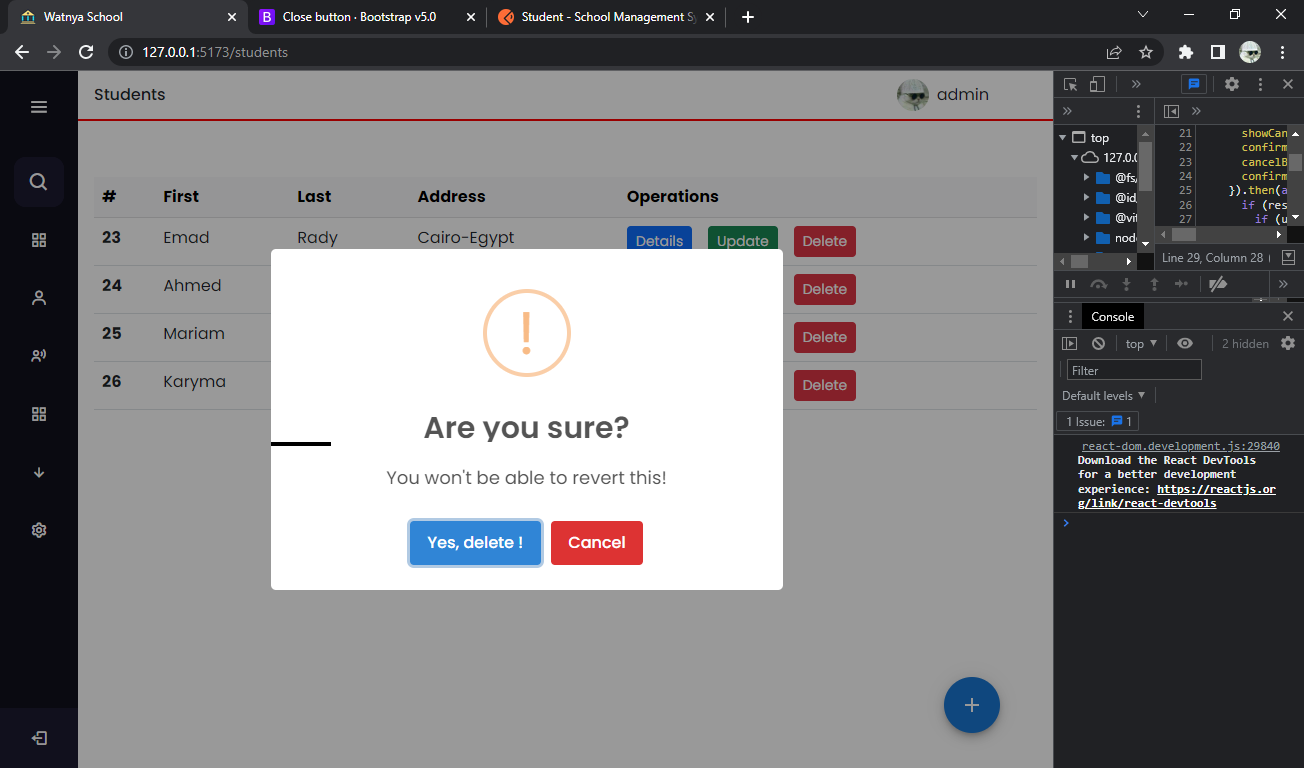 Watnya School
Close button · Bootstrap v5.0
Student - School Management Sy
127.0.0.1:5173/students
Students
admin
# First Last Address Operations
23 Emad Rady Cairo-Egypt Details Update Delete
24 Ahmed Delete
25 Mariam Delete
26 Karyma Delete
!
Are you sure?
You won't be able to revert this!
Yes, delete !
Cancel
top
127.0.0
@fs/
@id,
@vit
node
21 showCan
22 confirm
23 cancelB
24 confirm
25 }).then(a
26 if (res
27 if (u
Line 29, Column 28
Console
top
2 hidden
Filter
Default levels
1 Issue: 1
react-dom.development.js:29840
Download the React DevTools
for a better development
experience: https://reactjs.or
g/link/react-devtools